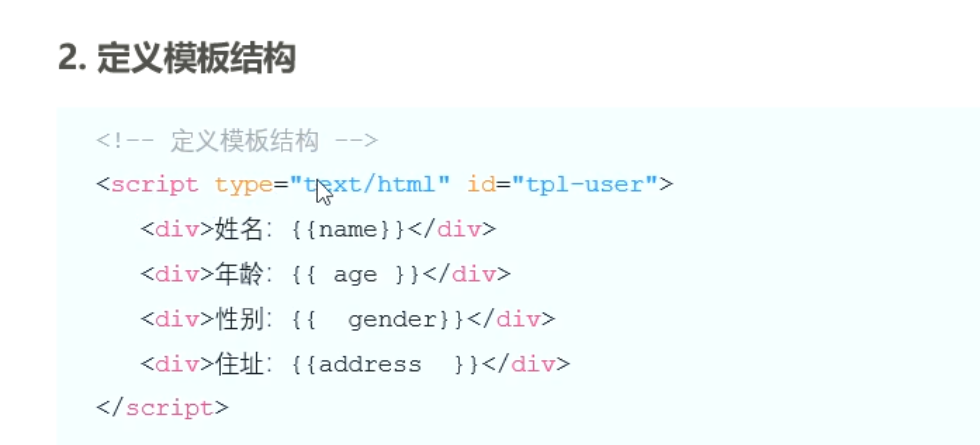 2. 定义模板结构
<!-- 定义模板结构 -->
<script type="text/html" id="tpl-user">
<div>姓名：{{name}}</div>
<div>年龄：{{ age }}</div>
<div>性别：{{  gender}}</div>
<div>住址：{{address  }}</div>
</script>